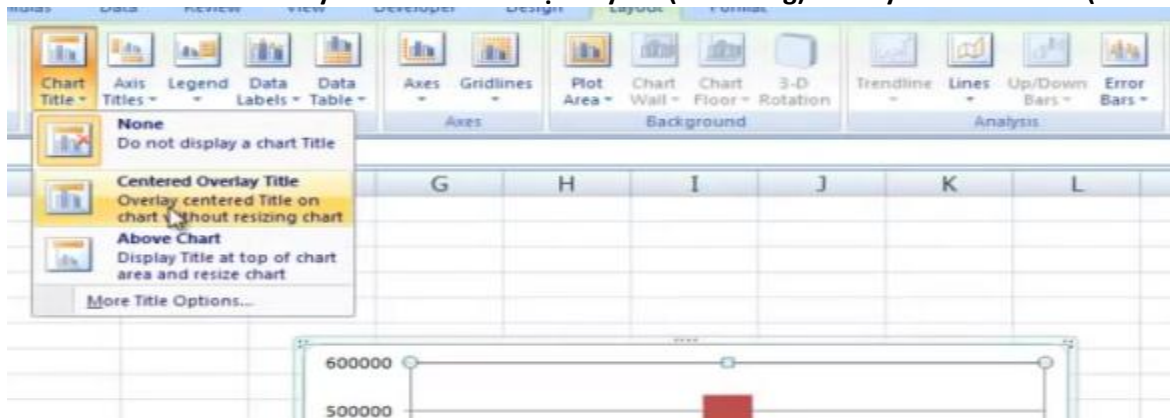 Data Review View Developer Design Layout Format
Chart Title Axis Titles Legend Data Labels Data Table Axes Gridlines Plot Area Chart Wall Chart Floor 3-D Rotation Trendline Lines Up/Down Bars Error Bars
Axes Background Analysis
None
Do not display a chart Title
Centered Overlay Title
Overlay centered Title on
chart without resizing chart
Above Chart
Display Title at top of chart
area and resize chart
More Title Options...
G H I J K L
600000
500000